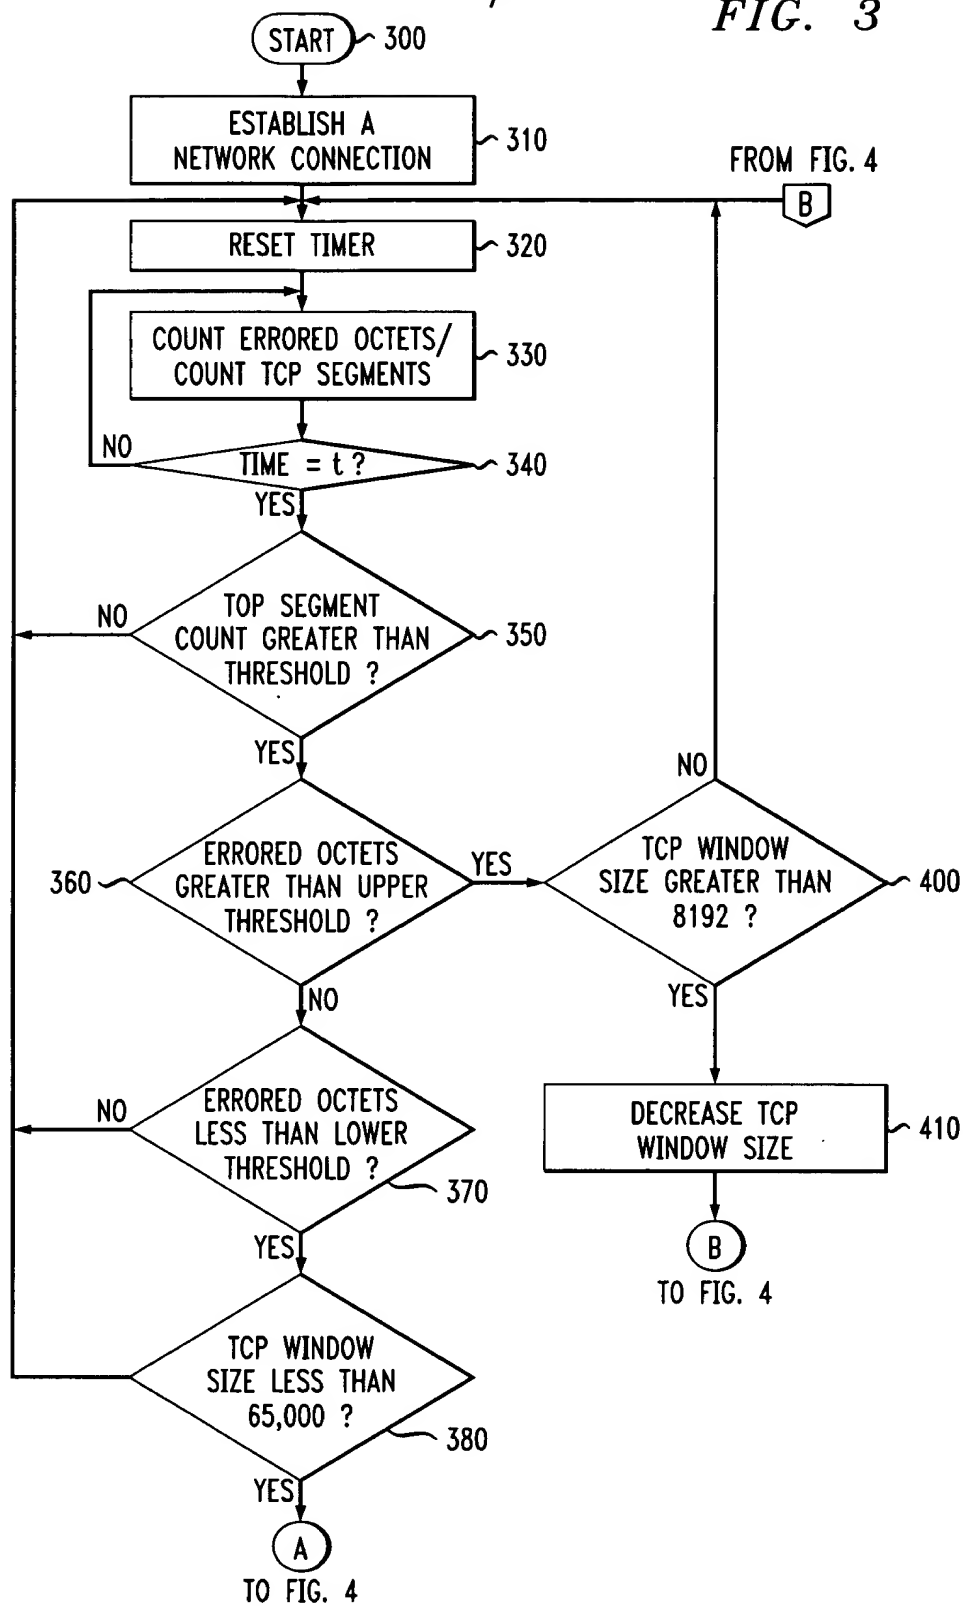 FIG. 3
START
300
ESTABLISH A
NETWORK CONNECTION
310
FROM FIG. 4
B
RESET TIMER
320
COUNT ERRORED OCTETS/
COUNT TCP SEGMENTS
330
NO
TIME = t ?
340
YES
NO
TOP SEGMENT
COUNT GREATER THAN
THRESHOLD ?
350
YES
NO
360
ERRORED OCTETS
GREATER THAN UPPER
THRESHOLD ?
YES
TCP WINDOW
SIZE GREATER THAN
8192 ?
400
NO
YES
NO
ERRORED OCTETS
LESS THAN LOWER
THRESHOLD ?
370
DECREASE TCP
WINDOW SIZE
410
YES
B
TO FIG. 4
TCP WINDOW
SIZE LESS THAN
65,000 ?
380
YES
A
TO FIG. 4